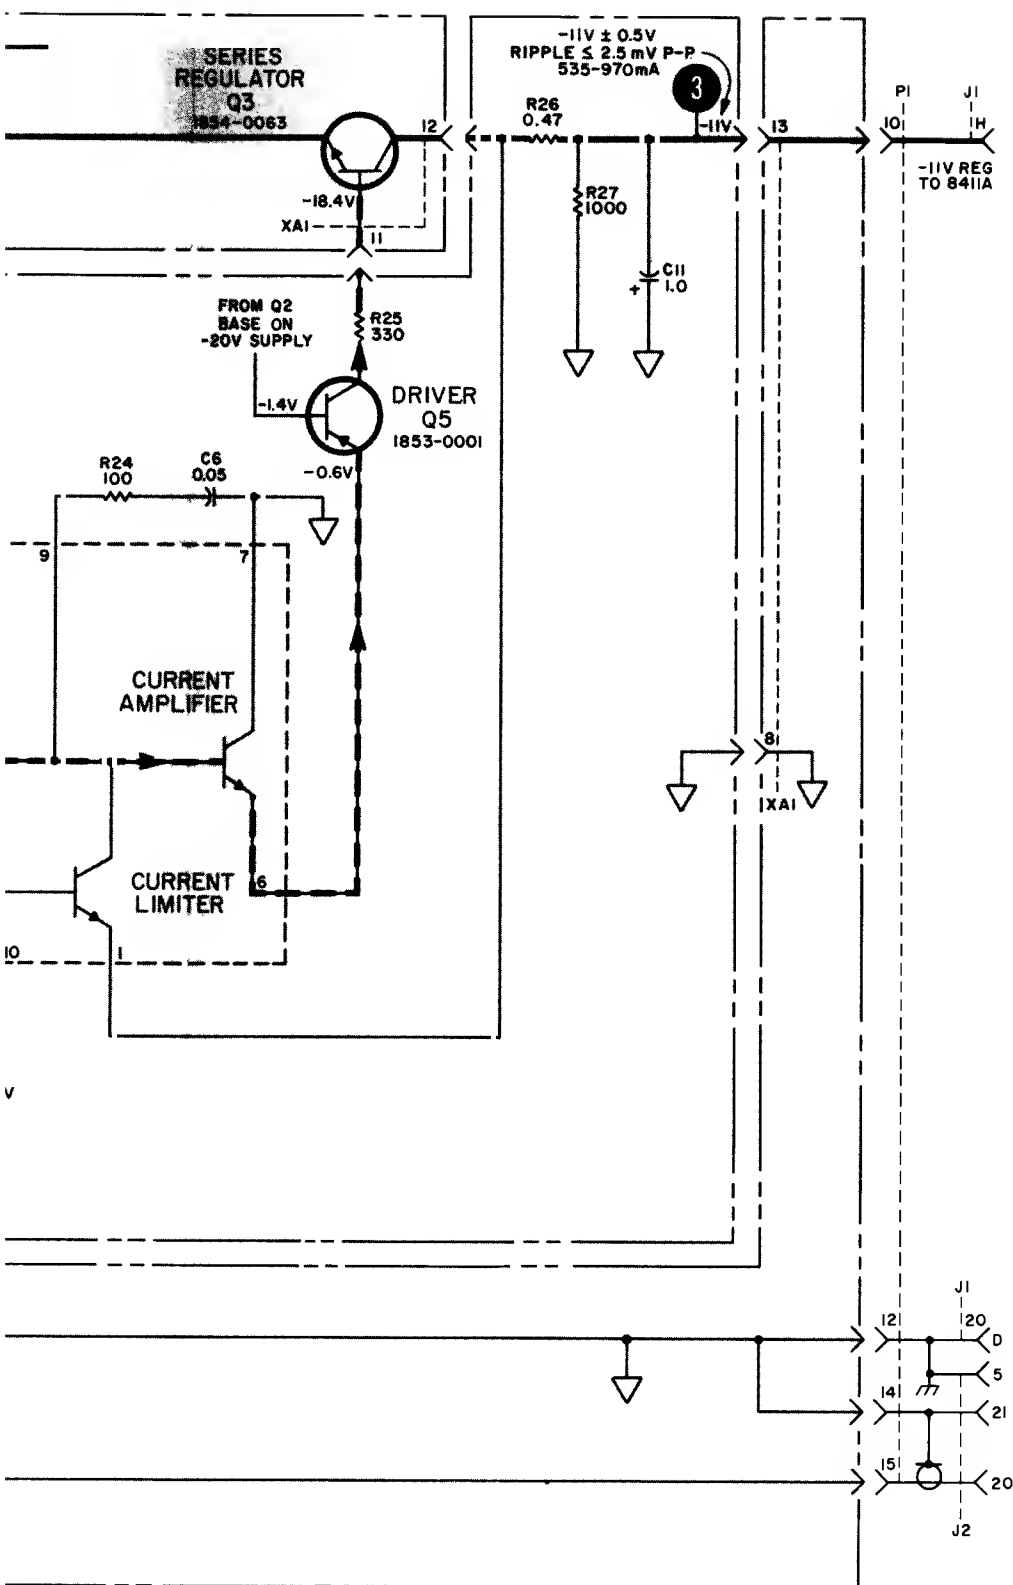 SERIES
REGULATOR
Q3
1854-0063
-11V ± 0.5V
RIPPLE ≤ 2.5 mV P-P
535-970mA
3
12
R26
0.47
-11V
13
P1
J1
10
H
-11V REG
TO 8411A
-18.4V
XA1
11
R27
1000
C11
1.0
+
FROM Q2
BASE ON
-20V SUPPLY
R25
330
-1.4V
DRIVER
Q5
1853-0001
-0.6V
R24
100
C6
0.05
9
7
CURRENT
AMPLIFIER
8
XA1
CURRENT
LIMITER
6
10
1
V
J1
12
20
D
5
14
21
15
20
J2